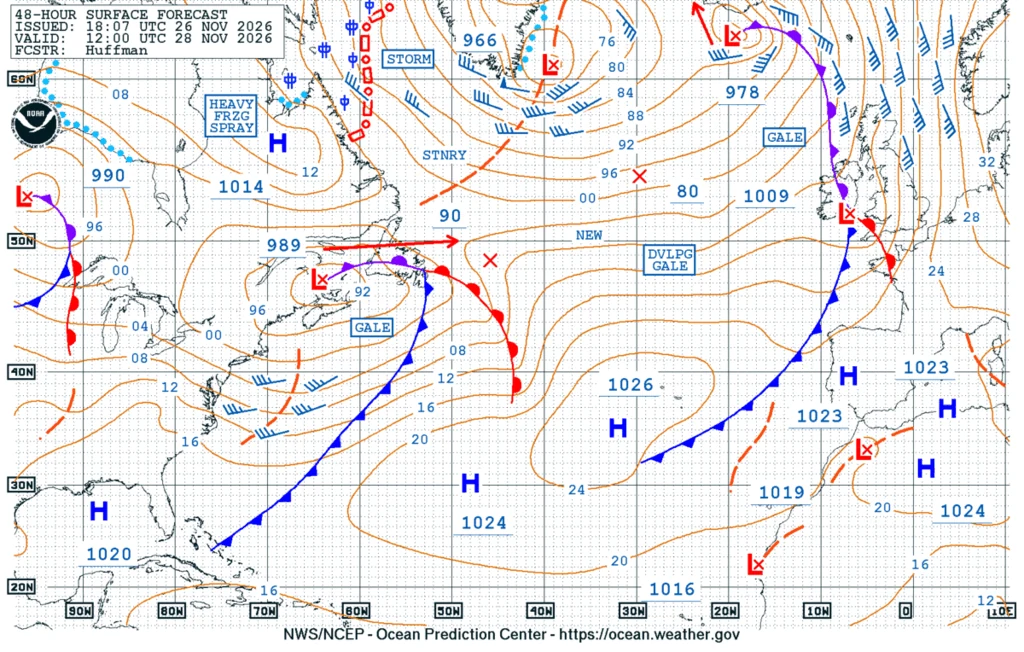 48-HOUR SURFACE FORECAST
ISSUED: 18:07 UTC 26 NOV 2026
VALID: 12:00 UTC 28 NOV 2026
FCSTR: Huffman
966
76
L
L
STORM
80
60N
978
08
84
HEAVY
FRZG
SPRAY
88
NOAA
GALE
H
92
STNRY
32
12
96
990
1014
80
1009
L
00
90
L
28
96
NEW
50N
989
DVLPG
GALE
00
24
L
92
96
04
GALE
00
08
08
1023
40N
12
12
1026
H
16
1023
H
16
20
H
L
H
30N
H
24
1019
H
1024
20
1024
1020
20
L
16
20N
16
1016
12
90W
80W
70W
60W
50W
40W
30W
20W
10W
0
10E
NWS/NCEP - Ocean Prediction Center - https://ocean.weather.gov